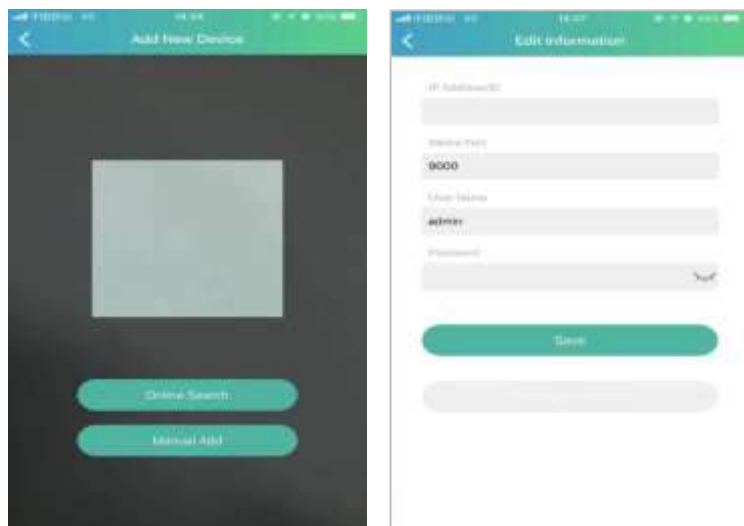 Add New Device
Online Search
Manual Add
Edit Information
IP Address/ID
Media Port
9000
User Name
admin
Password
Save